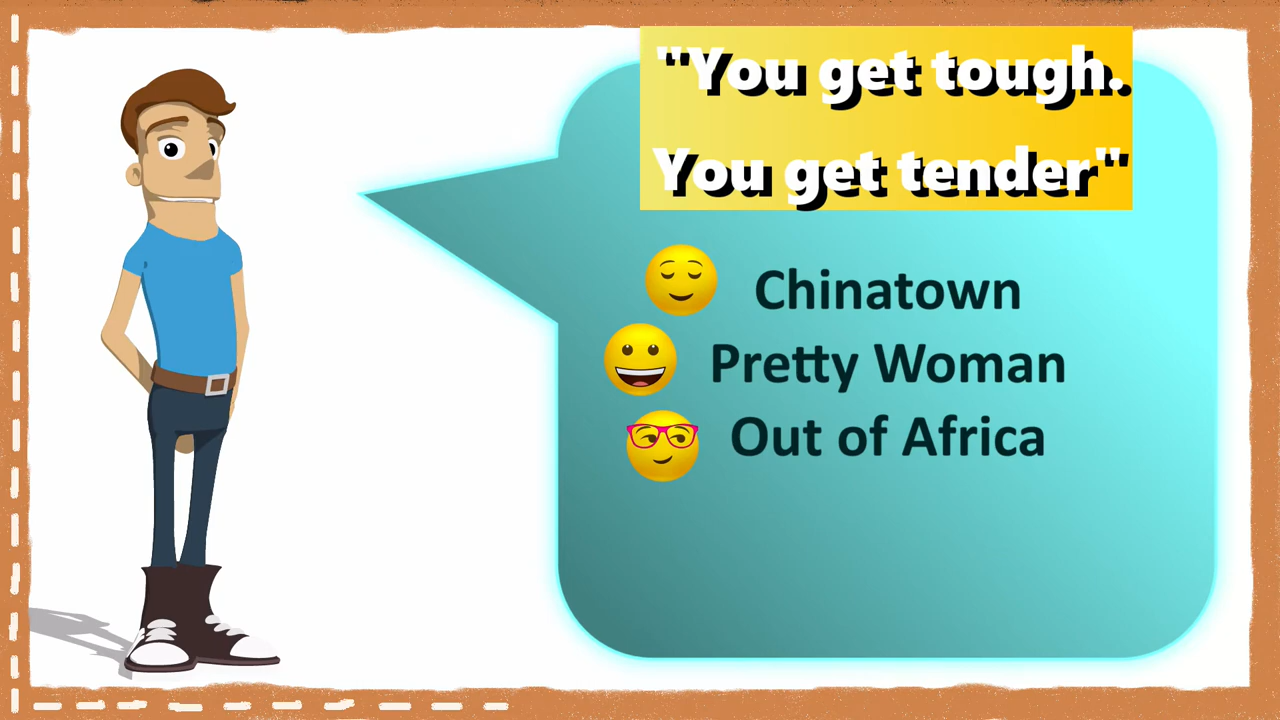 "You get tough.
You get tender"
Chinatown
Pretty Woman
Out of Africa